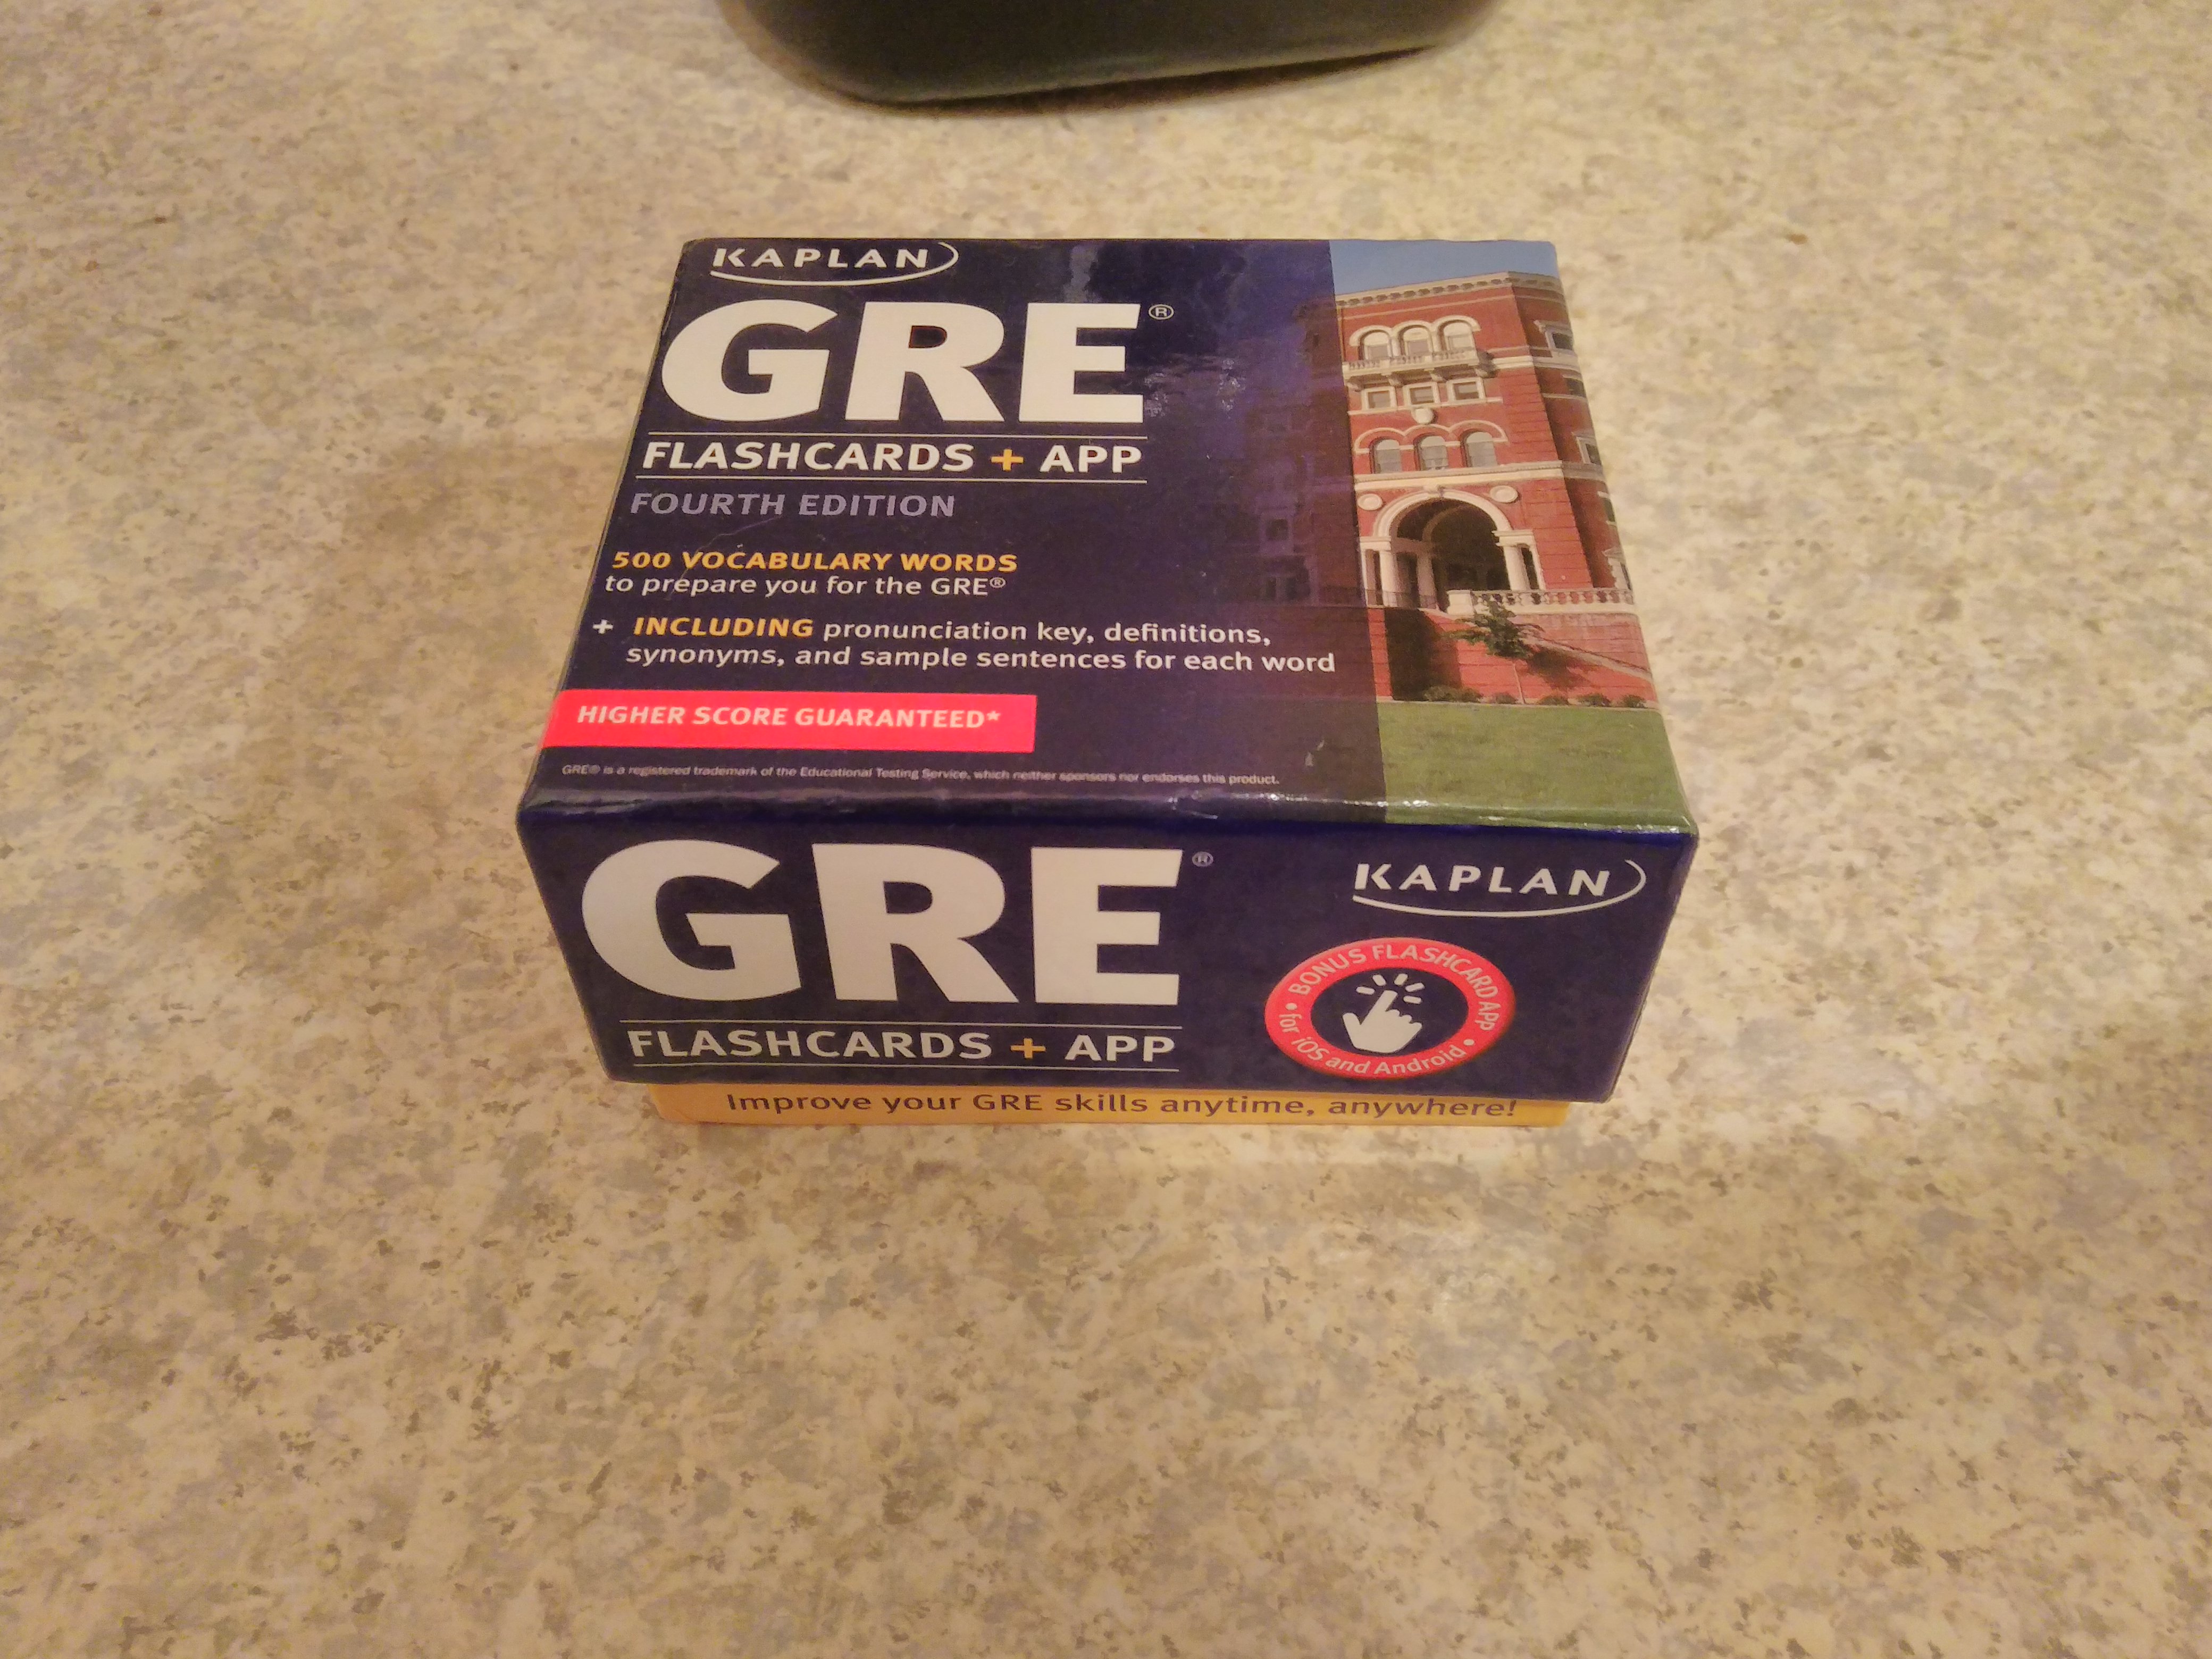 KAPLAN
GRE®
FLASHCARDS + APP
FOURTH EDITION
500 VOCABULARY WORDS
to prepare you for the GRE®
+ INCLUDING pronunciation key, definitions,
synonyms, and sample sentences for each word
HIGHER SCORE GUARANTEED*
GRE® is a registered trademark of the Educational Testing Service, which neither sponsors nor endorses this product.
GRE®
FLASHCARDS + APP
KAPLAN
• BONUS FLASHCARD APP •
for iOS and Android
Improve your GRE skills anytime, anywhere!